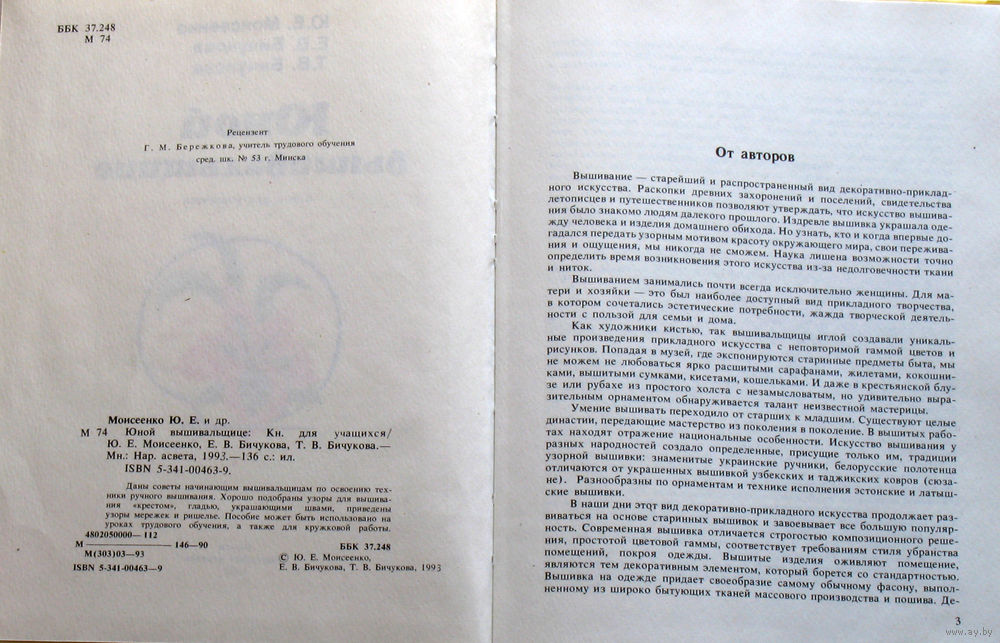 ББК 37.248
М 74
Рецензент
Г. М. Бережкова, учитель трудового обучения
сред. шк. № 53 г. Минска
Моисеенко Ю. Е. и др.
М 74 Юной вышивальщице: Кн. для учащихся/
Ю. Е. Моисеенко, Е. В. Бичукова, Т. В. Бичукова.—
Мн.: Нар. асвета, 1993.—136 с.: ил.
ISBN 5-341-00463-9.
Даны советы начинающим вышивальщицам по освоению тех-
ники ручного вышивания. Хорошо подобраны узоры для вышива-
ния «крестом», гладью, украшающими швами, приведены
узоры мережек и ришелье. Пособие может быть использовано на
уроках трудового обучения, а также для кружковой работы.
4802050000—112
М ———— 146—90
М(303)03—93
ББК 37.248
ISBN 5-341-00463—9
© Ю. Е. Моисеенко,
Е. В. Бичукова, Т. В. Бичукова, 1993
От авторов
Вышивание — старейший и распространенный вид декоративно-приклад-
ного искусства. Раскопки древних захоронений и поселений, свидетельства
летописцев и путешественников позволяют утверждать, что искусство вышива-
ния было знакомо людям далекого прошлого. Издревле вышивка украшала оде-
жду человека и изделия домашнего обихода. Но узнать, кто и когда впервые до-
гадался передать узорным мотивом красоту окружающего мира, свои пережива-
ния и ощущения, мы никогда не сможем. Наука лишена возможности точно
определить время возникновения этого искусства из-за недолговечности ткани
и ниток.
Вышиванием занимались почти всегда исключительно женщины. Для ма-
тери и хозяйки — это был наиболее доступный вид прикладного творчества,
в котором сочетались эстетические потребности, жажда творческой деятель-
ности с пользой для семьи и дома.
Как художники кистью, так вышивальщицы иглой создавали уникаль-
ные произведения прикладного искусства с неповторимой гаммой цветов и
рисунков. Попадая в музей, где экспонируются старинные предметы быта, мы
не можем не любоваться ярко расшитыми сарафанами, жилетами, кокошни-
ками, вышитыми сумками, кисетами, кошельками. И даже в крестьянской блу-
зе или рубахе из простого холста с незамысловатым, но удивительно выра-
зительным орнаментом обнаруживается талант неизвестной мастерицы.
Умение вышивать переходило от старших к младшим. Существуют целые
династии, передающие мастерство из поколения в поколение. В вышитых рабо-
тах находят отражение национальные особенности. Искусство вышивания у
разных народностей создало определенные, присущие только им, традиции
узорной вышивки: знаменитые украинские ручники, белорусские полотенца
отличаются от украшенных вышивкой узбекских и таджикских ковров (сюза-
не). Разнообразны по орнаментам и технике исполнения эстонские и латыш-
ские вышивки.
В наши дни этот вид декоративно-прикладного искусства продолжает раз-
виваться на основе старинных вышивок и завоевывает все большую популяр-
ность. Современная вышивка отличается строгостью композиционного реше-
ния, простотой цветовой гаммы, соответствует требованиям стиля убранства
помещений, покроя одежды. Вышитые изделия оживляют помещение,
являются тем декоративным элементом, который борется со стандартностью.
Вышивка на одежде придает своеобразие самому обычному фасону, выпол-
ненному из широко бытующих тканей массового производства и пошива. Де-
3
www.ay.by